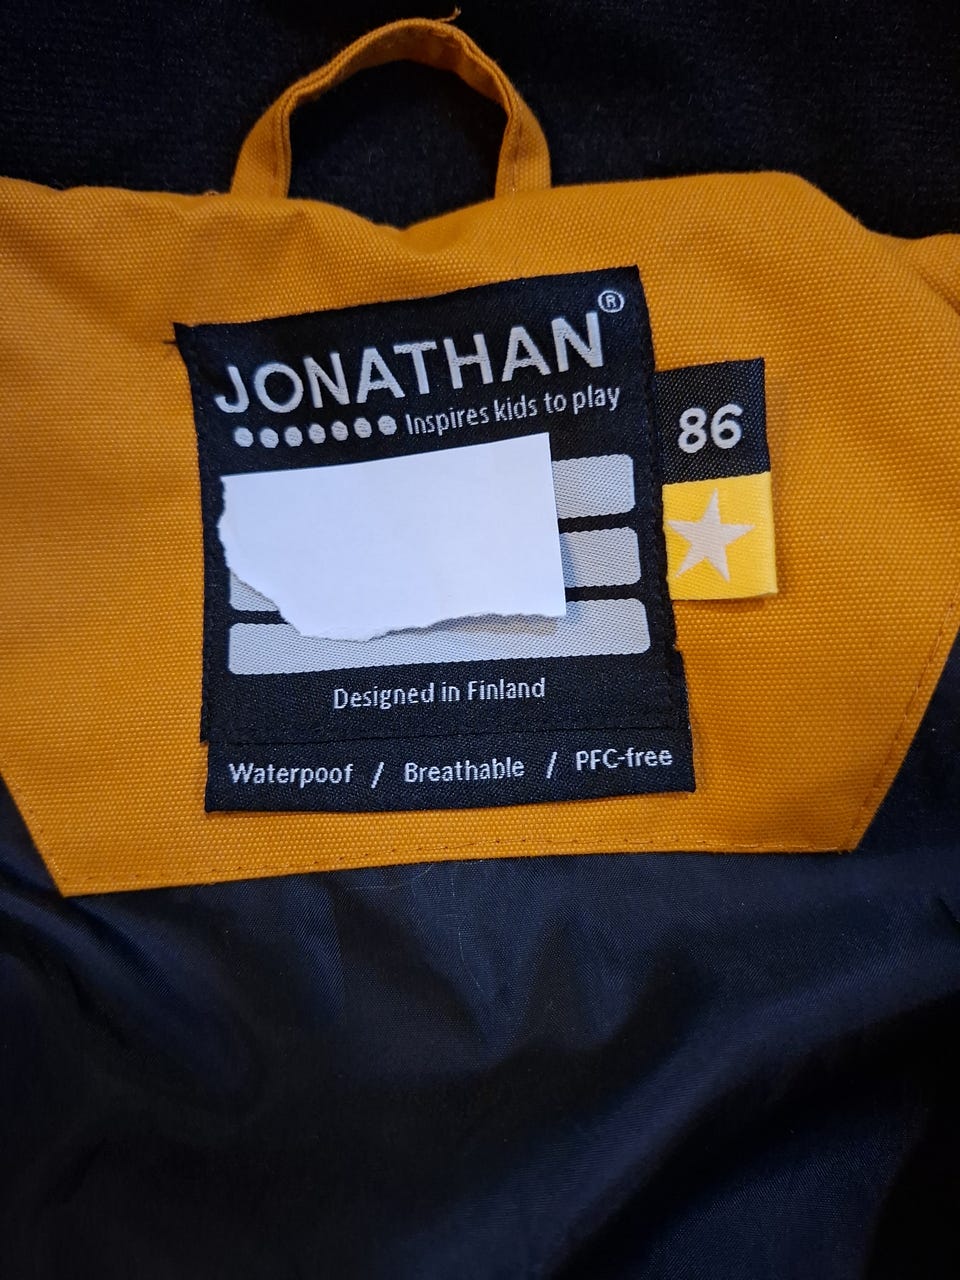 JONATHAN®
Inspires kids to play
86
Designed in Finland
Waterpoof / Breathable / PFC-free